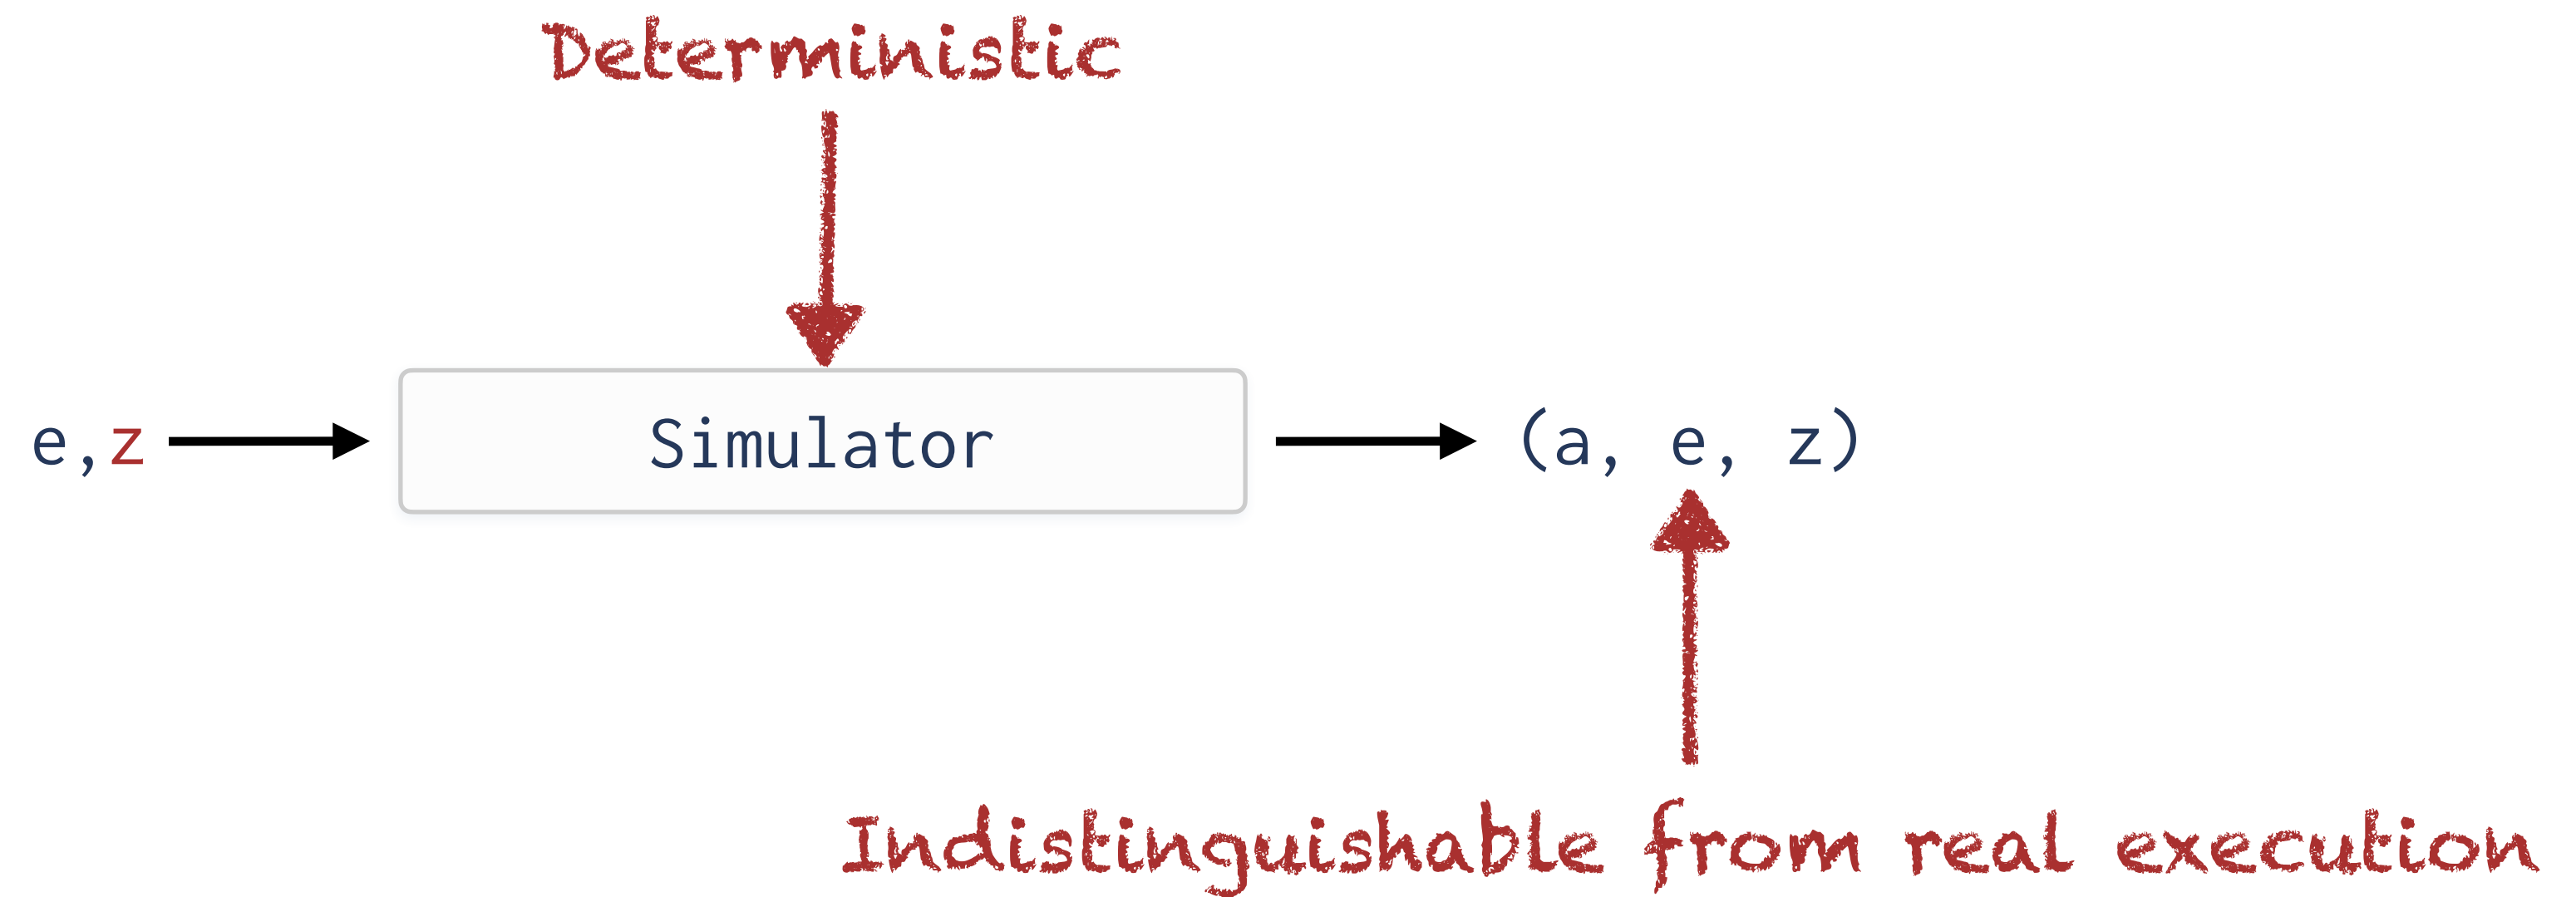 Deterministic
e,z Simulator (a, e, z)
Indistinguishable from real execution